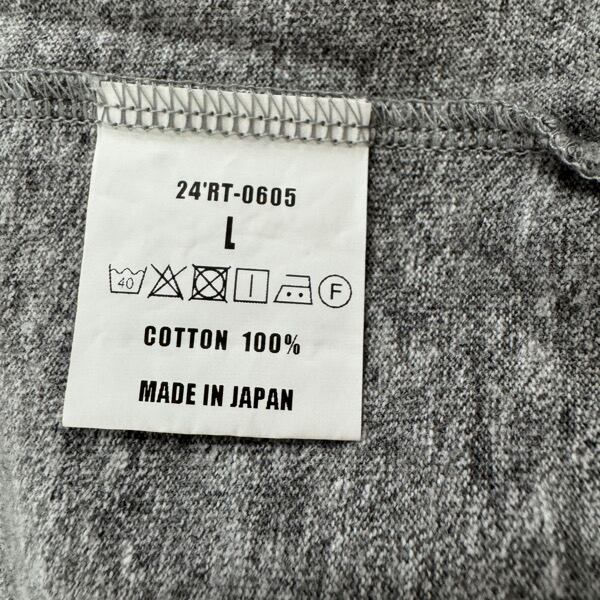 24'RT-0605
L
40 F
COTTON 100%
MADE IN JAPAN